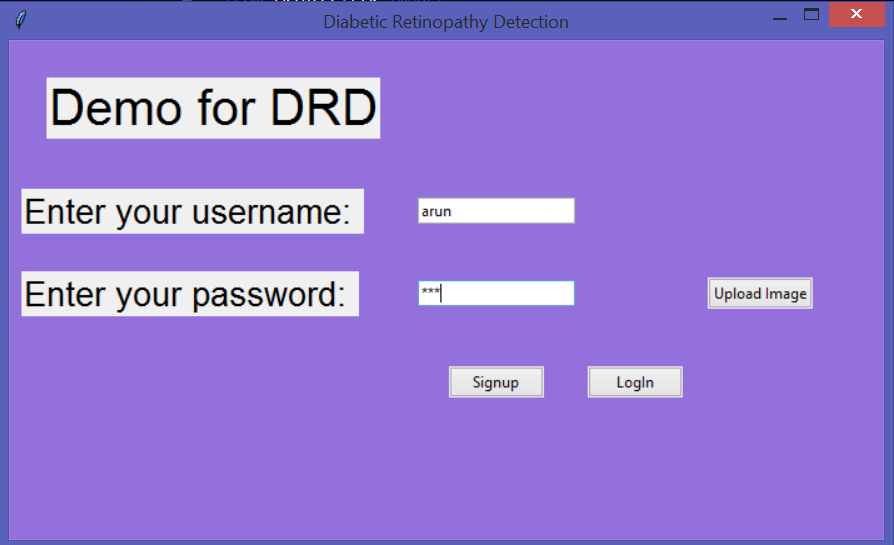 Diabetic Retinopathy Detection
Demo for DRD
Enter your username:
arun
Enter your password:
***
Upload Image
Signup
LogIn